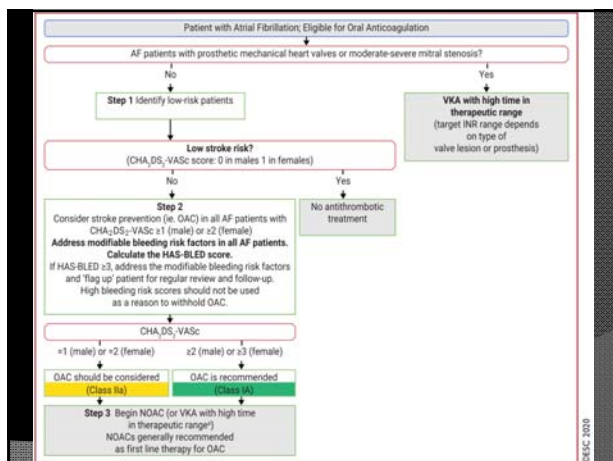 Patient with Atrial Fibrillation; Eligible for Oral Anticoagulation
AF patients with prosthetic mechanical heart valves or moderate-severe mitral stenosis?
No
Yes
Step 1 Identify low-risk patients
VKA with high time in
therapeutic range
(target INR range depends
on type of
valve lesion or prosthesis)
Low stroke risk?
(CHA₂DS₂-VASc score: 0 in males 1 in females)
No
Yes
Step 2
Consider stroke prevention (ie. OAC) in all AF patients with
CHA₂DS₂-VASc ≥1 (male) or ≥2 (female)
Address modifiable bleeding risk factors in all AF patients.
Calculate the HAS-BLED score.
If HAS-BLED ≥3, address the modifiable bleeding risk factors
and 'flag up' patient for regular review and follow-up.
High bleeding risk scores should not be used
as a reason to withhold OAC.
No antithrombotic
treatment
CHA₂DS₂-VASc
=1 (male) or =2 (female)
≥2 (male) or ≥3 (female)
OAC should be considered
(Class IIa)
OAC is recommended
(Class IA)
Step 3 Begin NOAC (or VKA with high time
in therapeutic rangeᵃ)
NOACs generally recommended
as first line therapy for OAC
ESC 2020